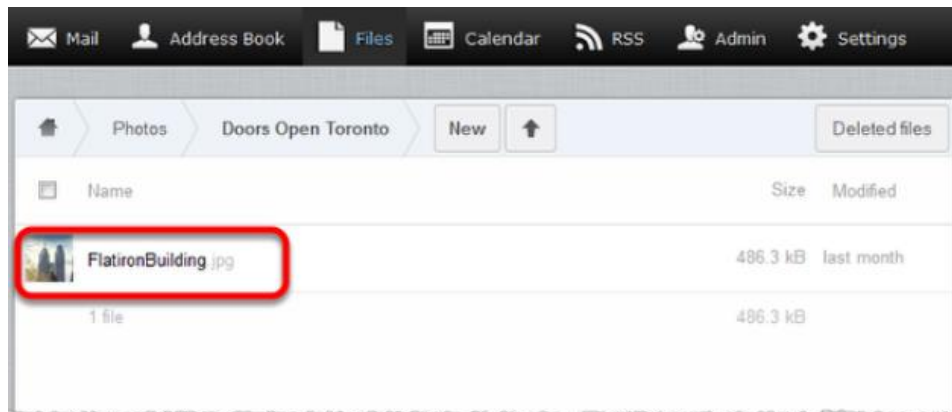 Mail Address Book Files Calendar RSS Admin Settings
Photos Doors Open Toronto New Deleted files
Name Size Modified
FlatironBuilding.jpg 486.3 kB last month
1 file 486.3 kB